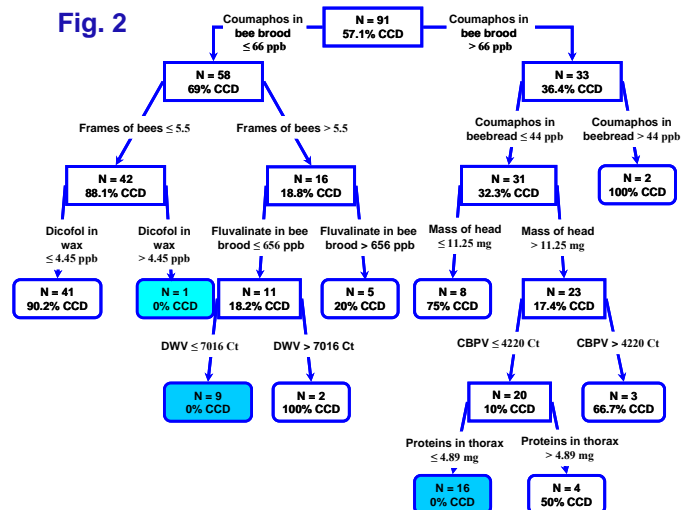 Fig. 2
Coumaphos in
bee brood
≤ 66 ppb
N = 91
57.1% CCD
Coumaphos in
bee brood
> 66 ppb
N = 58
69% CCD
N = 33
36.4% CCD
Frames of bees ≤ 5.5
Frames of bees > 5.5
Coumaphos in
beebread ≤ 44 ppb
Coumaphos in
beebread > 44 ppb
N = 42
88.1% CCD
N = 16
18.8% CCD
N = 31
32.3% CCD
N = 2
100% CCD
Dicofol in
wax
≤ 4.45 ppb
Dicofol in
wax
> 4.45 ppb
Fluvalinate in bee
brood ≤ 656 ppb
Fluvalinate in bee
brood > 656 ppb
Mass of head
≤ 11.25 mg
Mass of head
> 11.25 mg
N = 41
90.2% CCD
N = 1
0% CCD
N = 11
18.2% CCD
N = 5
20% CCD
N = 8
75% CCD
N = 23
17.4% CCD
DWV ≤ 7016 Ct
DWV > 7016 Ct
CBPV ≤ 4220 Ct
CBPV > 4220 Ct
N = 9
0% CCD
N = 2
100% CCD
N = 20
10% CCD
N = 3
66.7% CCD
Proteins in thorax
≤ 4.89 mg
Proteins in thorax
> 4.89 mg
N = 16
0% CCD
N = 4
50% CCD